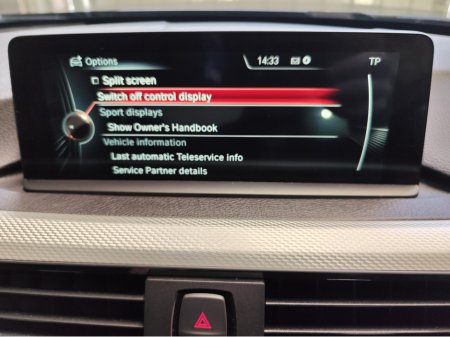 Options
14:33
TP
Split screen
Switch off control display
Sport displays
Show Owner's Handbook
Vehicle information
Last automatic Teleservice info
Service Partner details